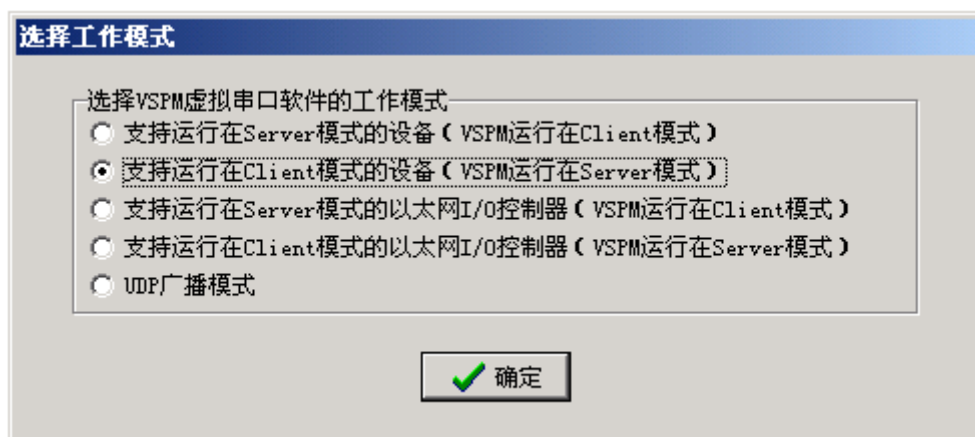 选择工作模式
选择VSPM虚拟串口软件的工作模式
支持运行在Server模式的设备(VSPM运行在Client模式)
支持运行在Client模式的设备(VSPM运行在Server模式)
支持运行在Server模式的以太网I/O控制器(VSPM运行在Client模式)
支持运行在Client模式的以太网I/O控制器(VSPM运行在Server模式)
UDP广播模式
确定